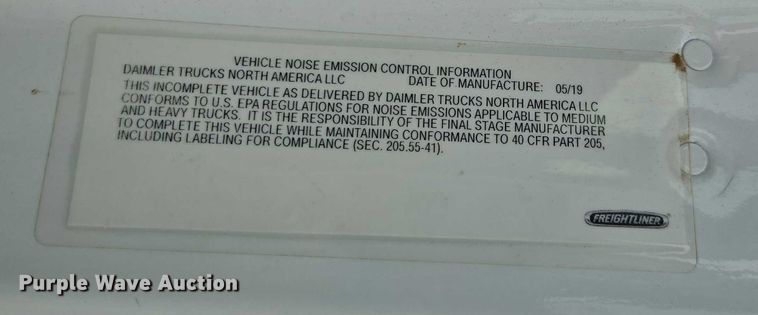 VEHICLE NOISE EMISSION CONTROL INFORMATION
DAIMLER TRUCKS NORTH AMERICA LLC DATE OF MANUFACTURE: 05/19
THIS INCOMPLETE VEHICLE AS DELIVERED BY DAIMLER TRUCKS NORTH AMERICA LLC
CONFORMS TO U.S. EPA REGULATIONS FOR NOISE EMISSIONS APPLICABLE TO MEDIUM
AND HEAVY TRUCKS. IT IS THE RESPONSIBILITY OF THE FINAL STAGE MANUFACTURER
TO COMPLETE THIS VEHICLE WHILE MAINTAINING CONFORMANCE TO 40 CFR PART 205,
INCLUDING LABELING FOR COMPLIANCE (SEC. 205.55-41).
FREIGHTLINER
Purple Wave Auction